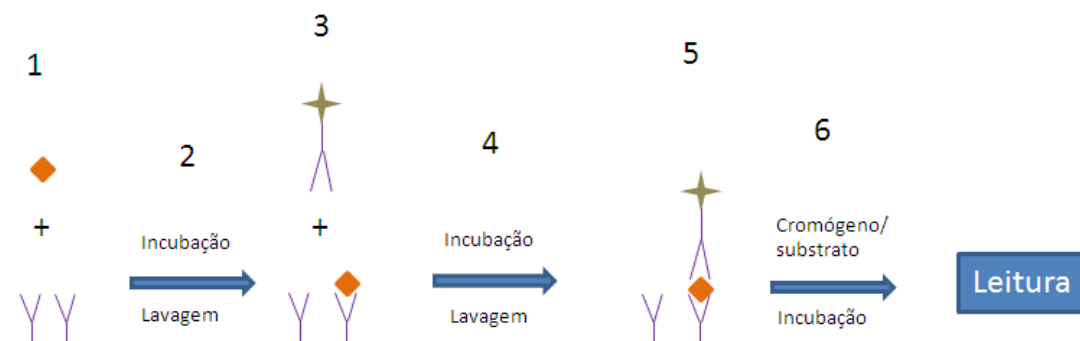 1
+
2
Incubação
Lavagem
3
+
4
Incubação
Lavagem
5
6
Cromógeno/
substrato
Incubação
Leitura